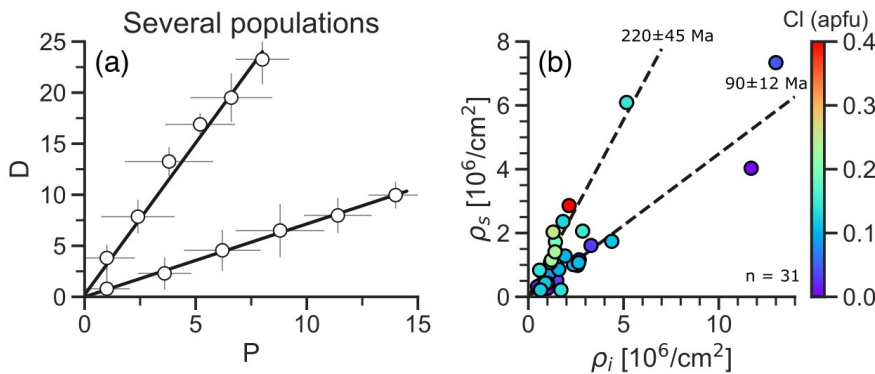 Several populations
(a)
25
20
15
10
5
0
D
0
5
10
15
P
(b)
220±45 Ma
90±12 Ma
n = 31
8
6
4
2
0
ρs [10⁶/cm²]
0
5
10
ρi [10⁶/cm²]
Cl (apfu)
0.4
0.3
0.2
0.1
0.0